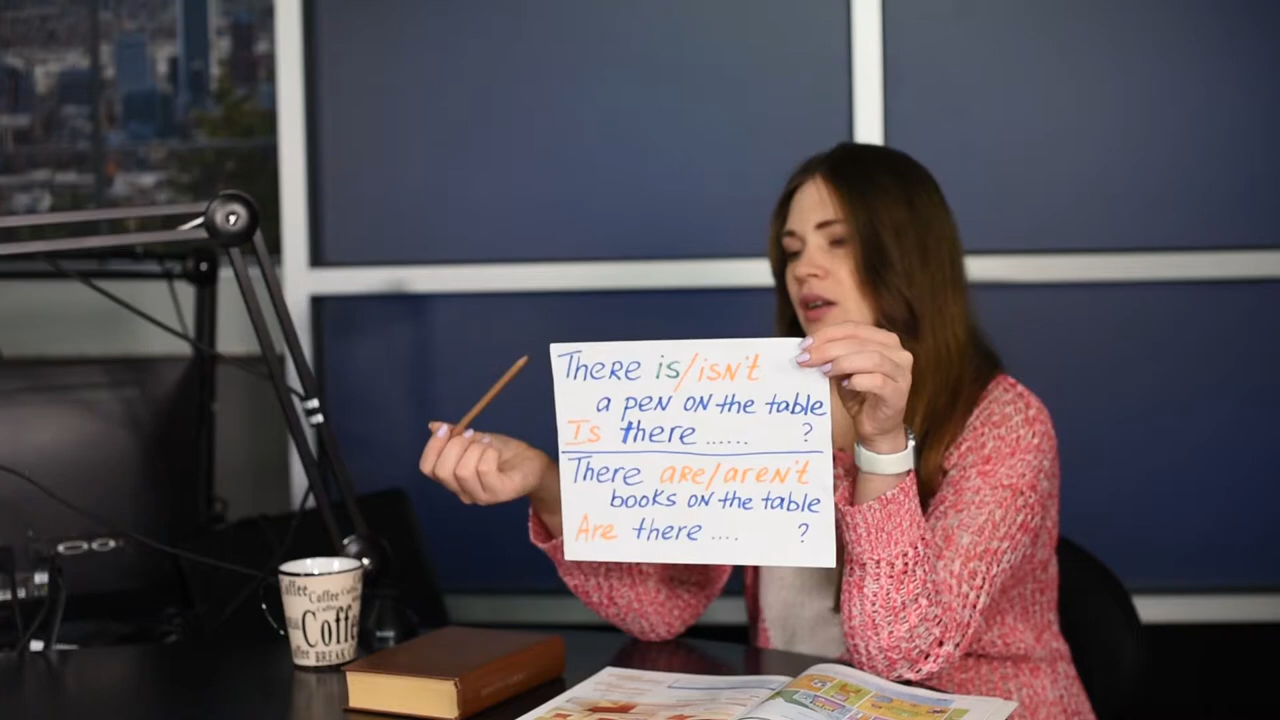 There is/isn't
a pen on the table
Is there ...... ?
There are/aren't
books on the table
Are there .... ?
Coffee Coffee
Coffee
BREAK